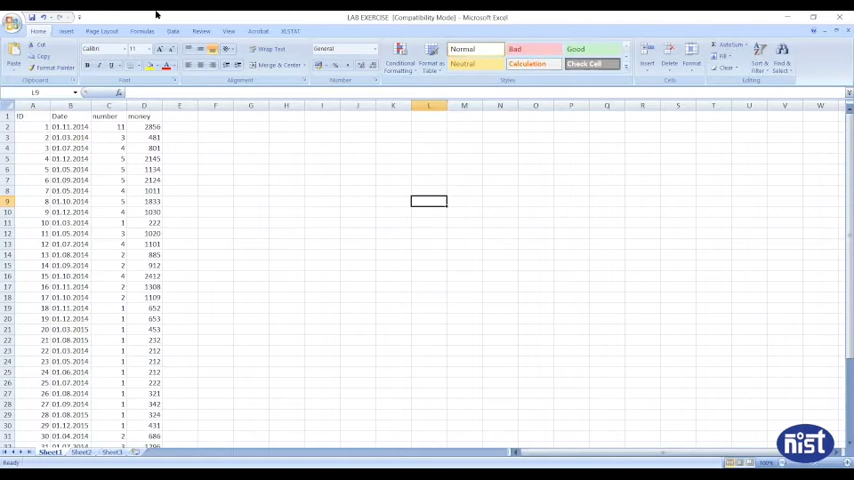 LAB EXERCISE [Compatibility Mode] - Microsoft Excel
Home Insert Page Layout Formulas Data Review View Acrobat XLSTAT
Paste Cut Copy Format Painter Clipboard
Calibri 11 B I U Font
Wrap Text Merge & Center Alignment
General Number
Conditional Formatting Format as Table
Normal Bad Good
Neutral Calculation Check Cell
Styles
Insert Delete Format Cells
AutoSum Fill Clear Sort & Filter Find & Select
L9 fx
A B C D E F G H I J K L M N O P Q R S T U V W
1 ID Date number money
2 1 01.11.2014 11 2856
3 2 01.03.2014 3 481
4 3 01.07.2014 4 801
5 4 01.12.2014 5 2145
6 5 01.05.2014 5 1134
7 6 01.09.2014 5 2124
8 7 01.05.2014 4 1011
9 8 01.10.2014 5 1833
10 9 01.12.2014 4 1030
11 10 01.03.2014 1 222
12 11 01.05.2014 3 1020
13 12 01.07.2014 4 1101
14 13 01.08.2014 2 885
15 14 01.09.2014 2 912
16 15 01.10.2014 4 2412
17 16 01.11.2014 2 1308
18 17 01.10.2014 2 1109
19 18 01.11.2014 1 652
20 19 01.12.2014 1 653
21 20 01.03.2015 1 453
22 21 01.08.2015 1 232
23 22 01.03.2014 1 212
24 23 01.05.2014 1 212
25 24 01.06.2014 1 212
26 25 01.07.2014 1 222
27 26 01.08.2014 1 321
28 27 01.09.2014 1 342
29 28 01.08.2015 1 324
30 29 01.12.2015 1 431
31 30 01.04.2014 2 686
Sheet1 Sheet2 Sheet3
Ready
100%
nist